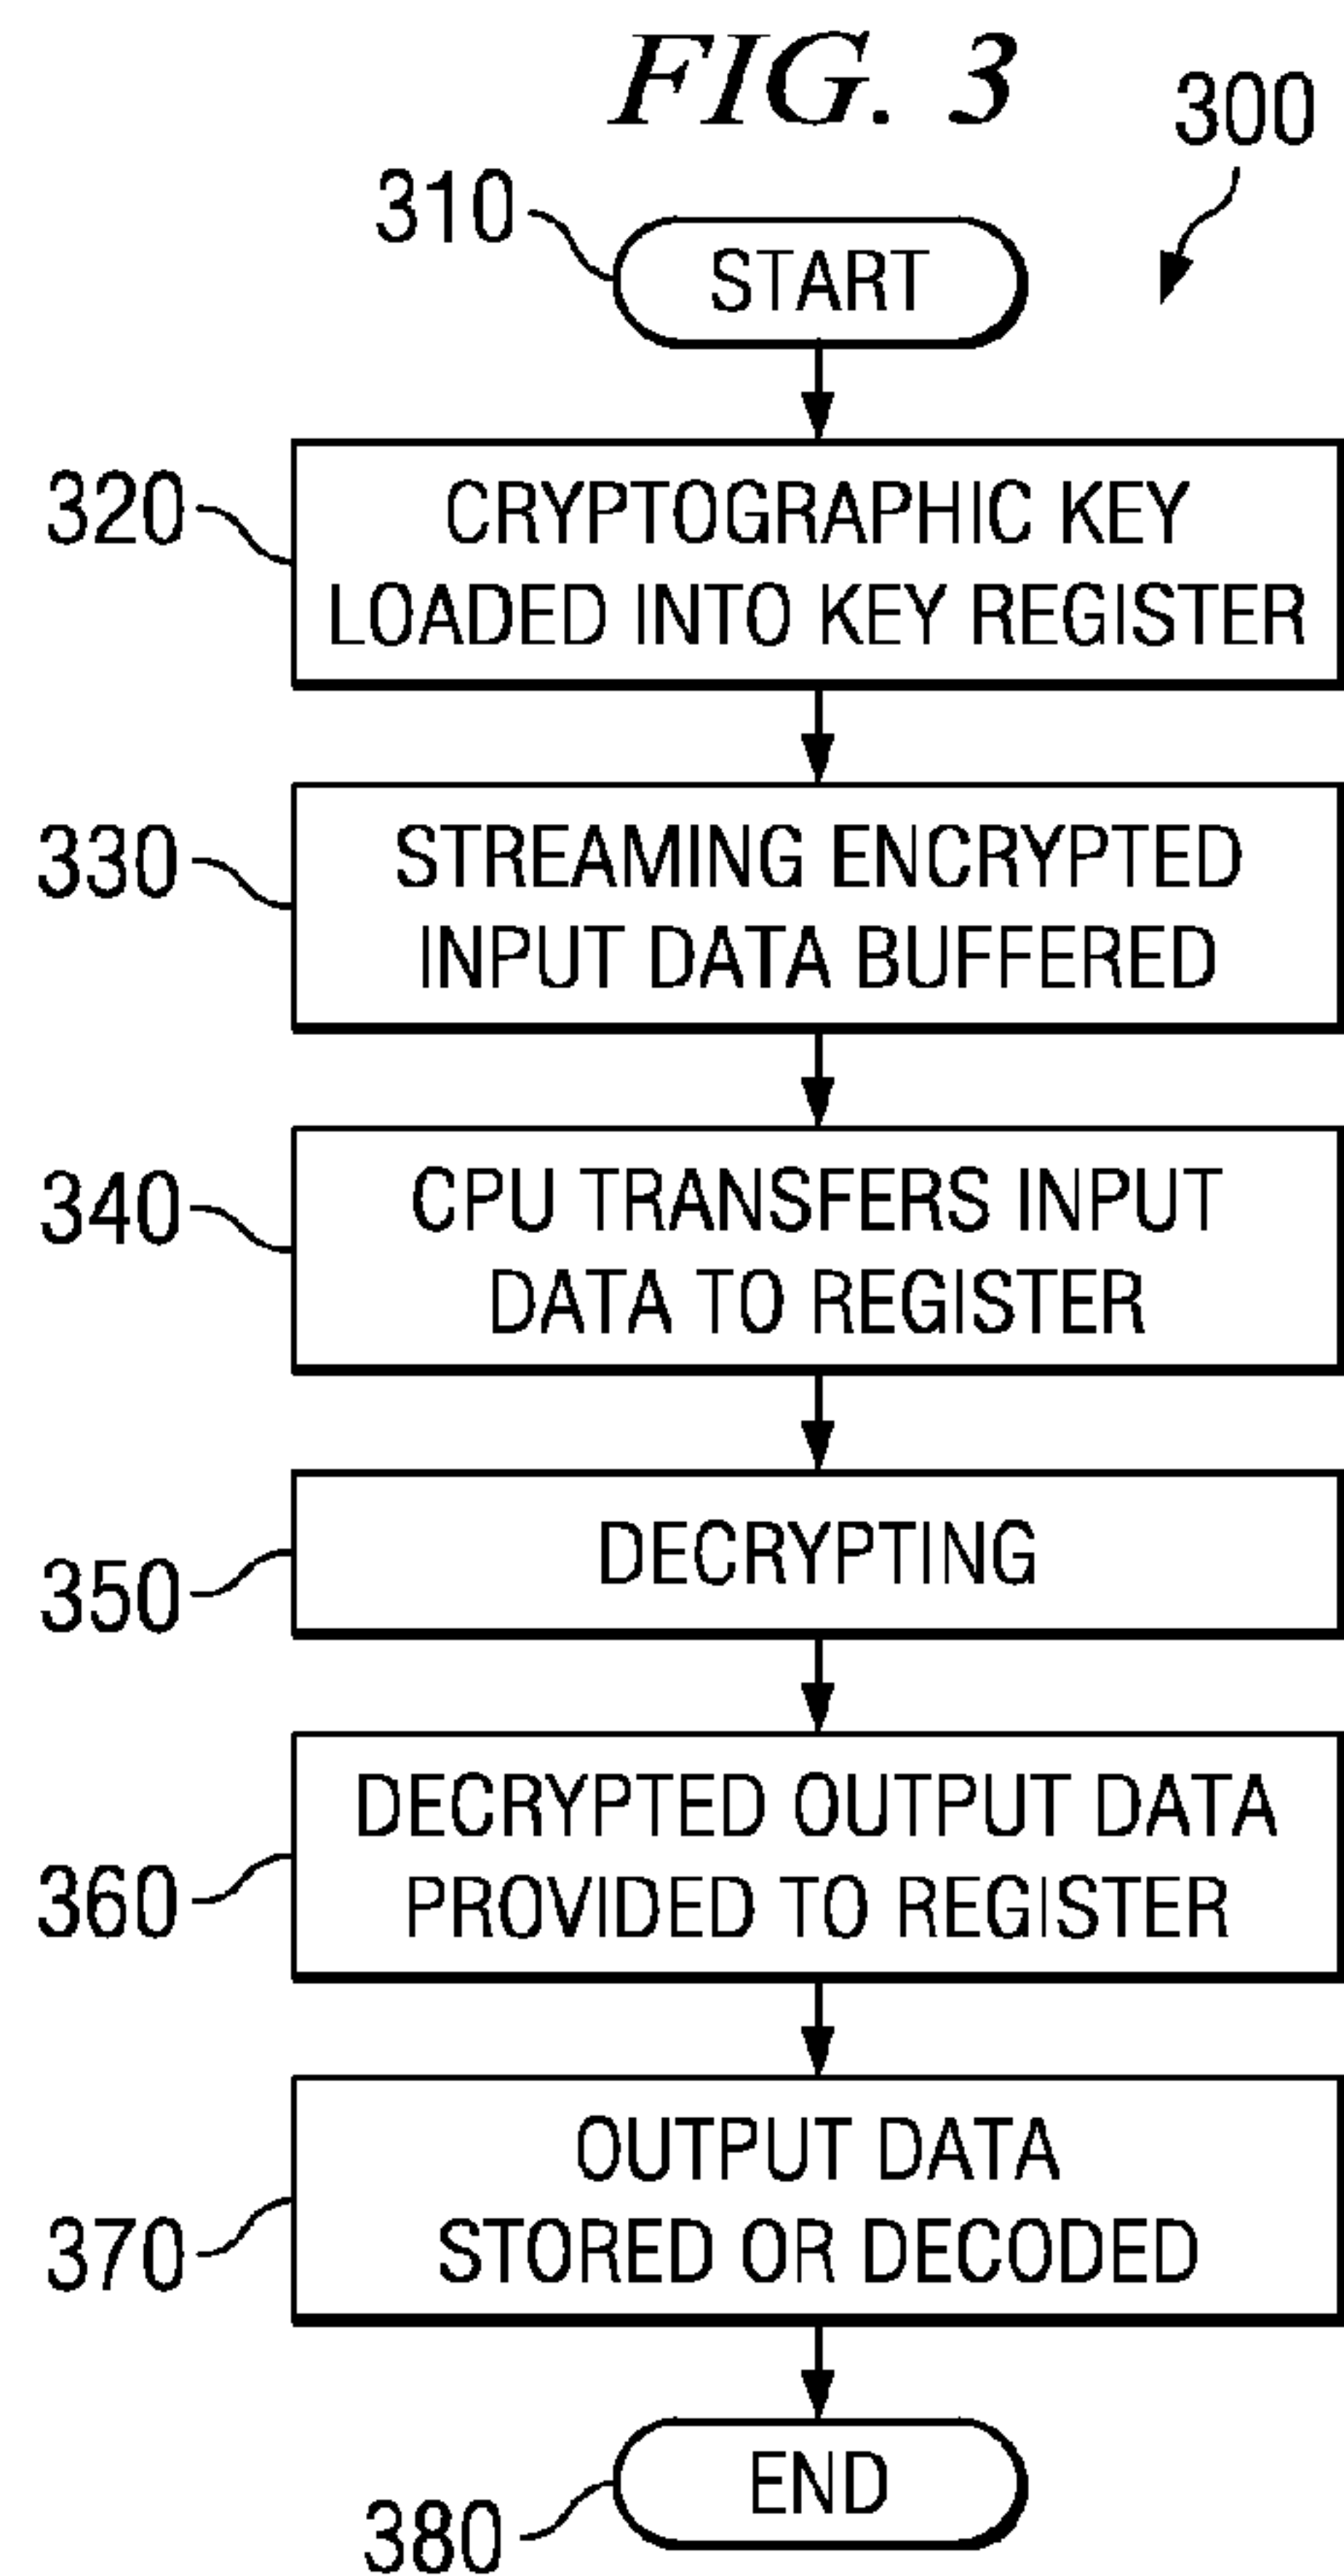 FIG. 3
300
310
START
320
CRYPTOGRAPHIC KEY
LOADED INTO KEY REGISTER
330
STREAMING ENCRYPTED
INPUT DATA BUFFERED
340
CPU TRANSFERS INPUT
DATA TO REGISTER
350
DECRYPTING
360
DECRYPTED OUTPUT DATA
PROVIDED TO REGISTER
370
OUTPUT DATA
STORED OR DECODED
380
END